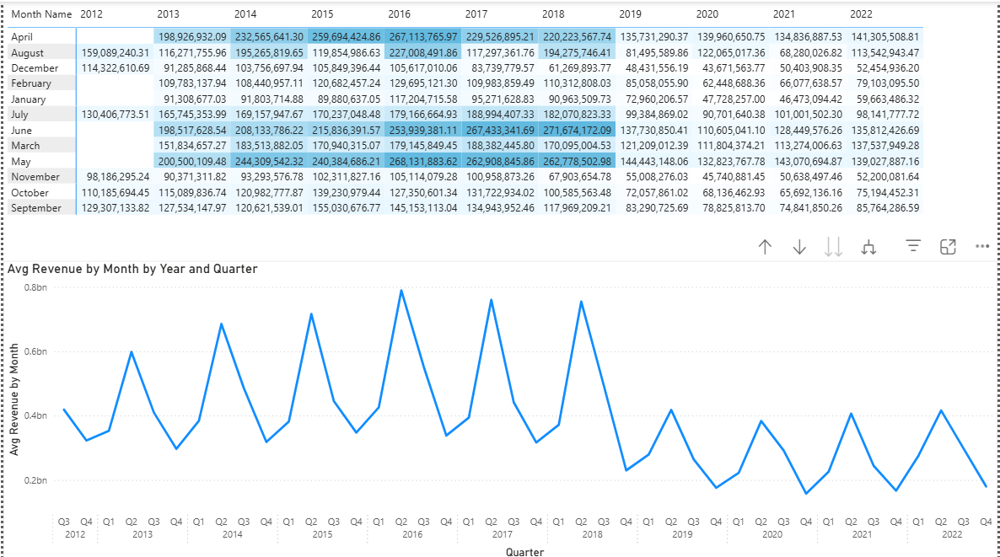 Month Name 2012 2013 2014 2015 2016 2017 2018 2019 2020 2021 2022
April 198,926,932.09 232,565,641.30 259,694,424.86 267,113,765.97 229,526,895.21 220,223,567.74 135,731,290.37 139,960,650.75 134,836,887.53 141,305,508.81
August 159,089,240.31 116,271,755.96 195,265,819.65 119,854,986.63 227,008,491.86 117,297,361.76 194,275,746.41 81,495,589.86 122,065,017.36 68,280,026.82 113,542,943.47
December 114,322,610.69 91,285,868.44 103,756,697.94 105,849,396.44 105,617,010.06 83,739,779.57 61,269,893.77 48,431,556.19 43,671,563.77 50,403,908.35 52,454,936.20
February 109,783,137.94 108,440,957.11 120,682,457.24 129,695,121.30 109,983,859.49 110,312,808.03 85,058,055.90 62,448,688.36 66,077,638.57 79,103,095.50
January 91,308,677.03 91,803,714.88 89,880,637.05 117,204,715.58 95,271,628.83 90,963,509.73 72,960,206.57 47,728,257.00 46,473,094.42 59,663,486.32
July 130,406,773.51 165,745,353.99 169,157,947.67 170,237,048.48 179,166,664.93 188,994,407.33 182,070,823.33 99,384,869.02 90,701,640.38 101,001,502.30 98,141,777.72
June 198,517,628.54 208,133,786.22 215,836,391.57 253,939,381.11 267,433,341.69 271,674,172.09 137,730,850.41 110,605,041.10 128,449,576.26 135,812,426.69
March 151,834,657.27 183,513,882.05 170,940,315.07 179,145,849.45 188,382,445.80 170,095,004.53 121,209,012.39 111,804,374.21 113,274,006.63 137,537,949.28
May 200,500,109.48 244,309,542.32 240,384,686.21 268,131,883.62 262,908,845.86 262,778,502.98 144,443,148.06 132,823,767.78 143,070,694.87 139,027,887.16
November 98,186,295.24 90,371,311.82 93,293,576.78 102,311,827.16 105,114,079.28 100,958,873.26 67,903,654.78 55,008,276.03 45,740,881.45 50,638,497.46 52,200,081.64
October 110,185,694.45 115,089,836.74 120,982,777.87 139,230,979.44 127,350,601.34 131,722,934.02 100,585,563.48 72,057,861.02 68,136,462.93 65,692,136.16 75,194,452.31
September 129,307,133.82 127,534,147.97 120,621,539.01 155,030,676.77 145,153,113.04 134,943,952.46 117,969,209.21 83,290,725.69 78,825,813.70 74,841,850.26 85,764,286.59
Avg Revenue by Month by Year and Quarter
0.8bn
0.6bn
0.4bn
0.2bn
Avg Revenue by Month
Q3 Q4 Q1 Q2 Q3 Q4 Q1 Q2 Q3 Q4 Q1 Q2 Q3 Q4 Q1 Q2 Q3 Q4 Q1 Q2 Q3 Q4 Q1 Q2 Q3 Q4 Q1 Q2 Q3 Q4 Q1 Q2 Q3 Q4 Q1 Q2 Q3 Q4 Q1 Q2 Q3 Q4
2012 2013 2014 2015 2016 2017 2018 2019 2020 2021 2022
Quarter